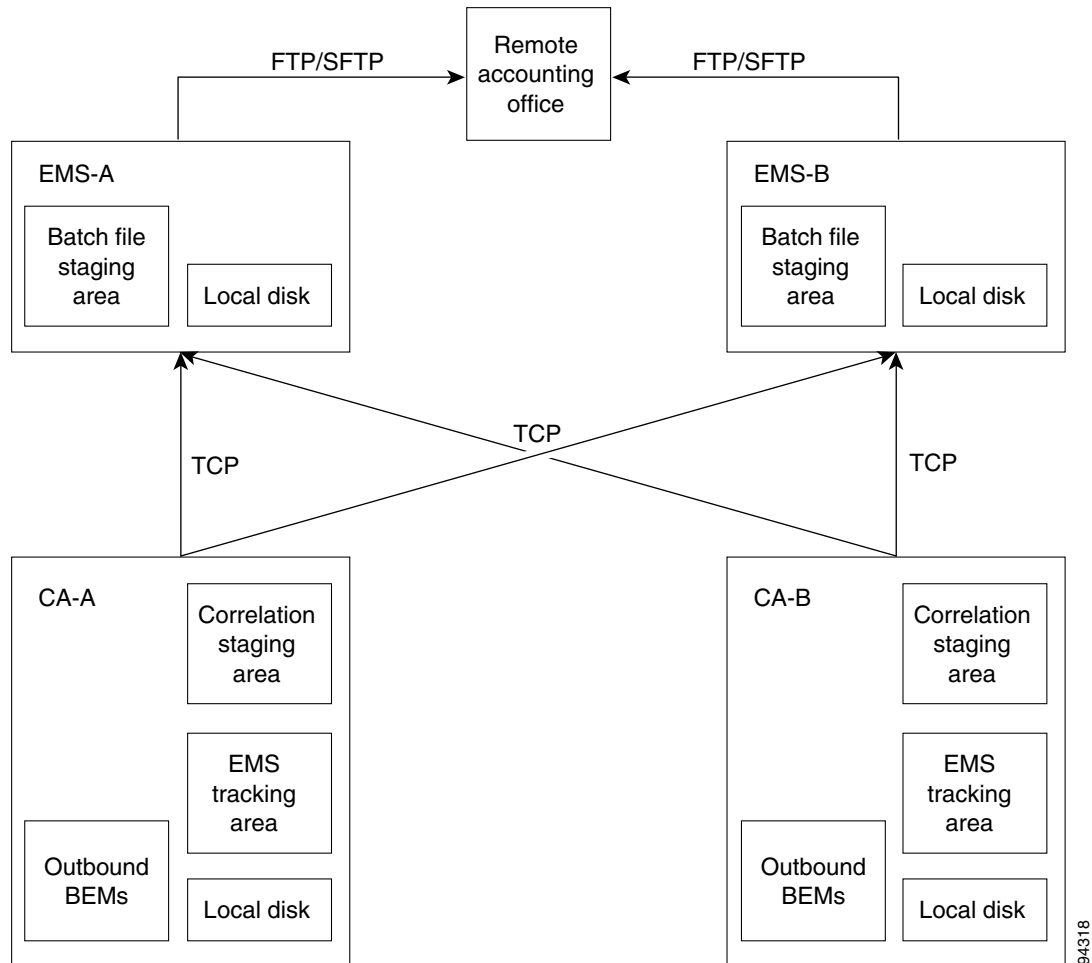 Remote
accounting
office
FTP/SFTP
FTP/SFTP
EMS-A
Batch file
staging
area
Local disk
EMS-B
Batch file
staging
area
Local disk
TCP
TCP
TCP
CA-A
Correlation
staging
area
EMS
tracking
area
Outbound
BEMs
Local disk
CA-B
Correlation
staging
area
EMS
tracking
area
Outbound
BEMs
Local disk
94318